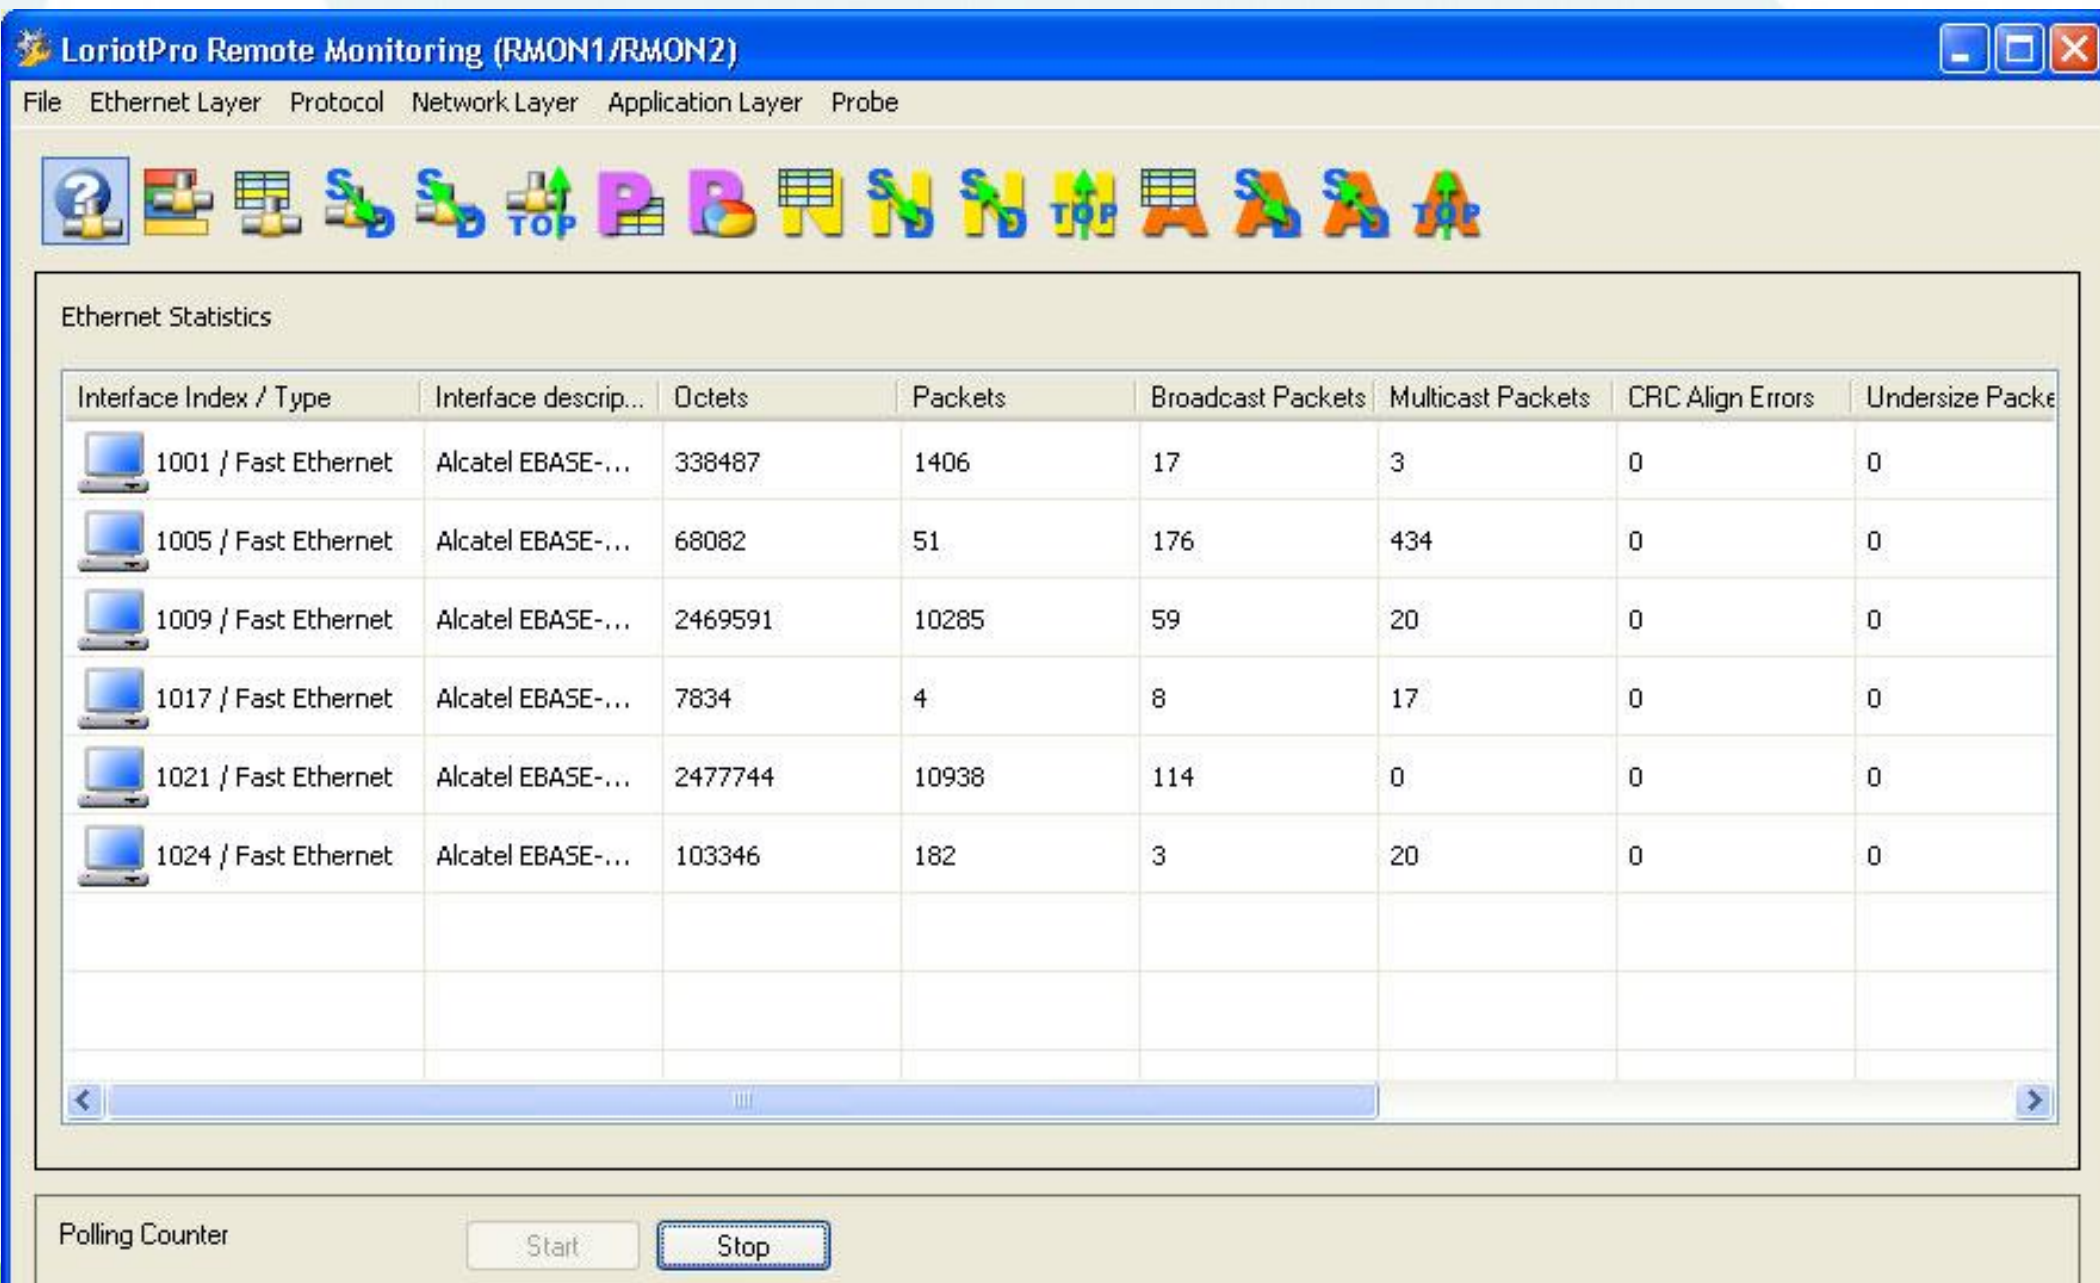 LoriotPro Remote Monitoring (RMON1/RMON2)
File Ethernet Layer Protocol Network Layer Application Layer Probe
S D S D TOP P P N S N D S N D TOP N A S A D S A D TOP A
Ethernet Statistics
Interface Index / Type Interface descrip... Octets Packets Broadcast Packets Multicast Packets CRC Align Errors Undersize Packe
1001 / Fast Ethernet Alcatel EBASE-... 338487 1406 17 3 0 0
1005 / Fast Ethernet Alcatel EBASE-... 68082 51 176 434 0 0
1009 / Fast Ethernet Alcatel EBASE-... 2469591 10285 59 20 0 0
1017 / Fast Ethernet Alcatel EBASE-... 7834 4 8 17 0 0
1021 / Fast Ethernet Alcatel EBASE-... 2477744 10938 114 0 0 0
1024 / Fast Ethernet Alcatel EBASE-... 103346 182 3 20 0 0
Polling Counter Start Stop